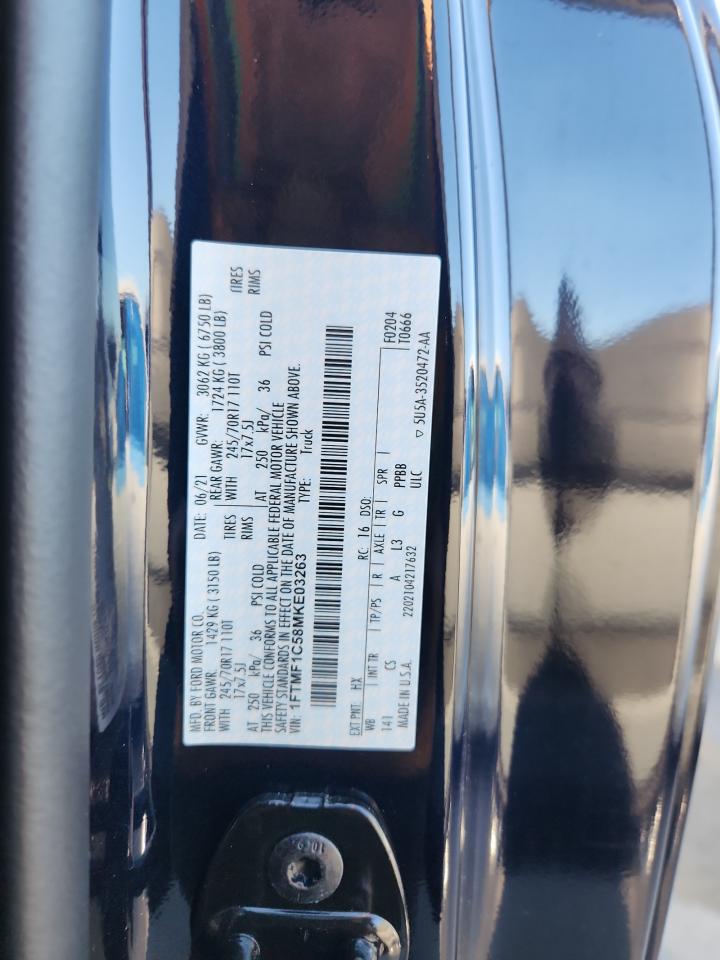 MFD. BY FORD MOTOR CO. DATE: 06/21 GVWR: 3062 KG ( 6750 LB)
FRONT GAWR: 1429 KG ( 3150 LB) REAR GAWR: 1724 KG ( 3800 LB)
WITH 245/70R17 110T TIRES WITH 245/70R17 110T TIRES
17x7.5J RIMS 17x7.5J RIMS
AT 250 kPa/ 36 PSI COLD AT 250 kPa/ 36 PSI COLD
THIS VEHICLE CONFORMS TO ALL APPLICABLE FEDERAL MOTOR VEHICLE
SAFETY STANDARDS IN EFFECT ON THE DATE OF MANUFACTURE SHOWN ABOVE.
VIN: 1FTMF1C58MKE03263 TYPE: Truck
EXT PNT: HX RC: 16 DSO: F0204
WB INT TR TP/PS R AXLE TR SPR T0666
141 CS A L3 G PPBB
MADE IN U.S.A. 2202104217632 ULC ▽ 5U5A-3520472-AA
10.9